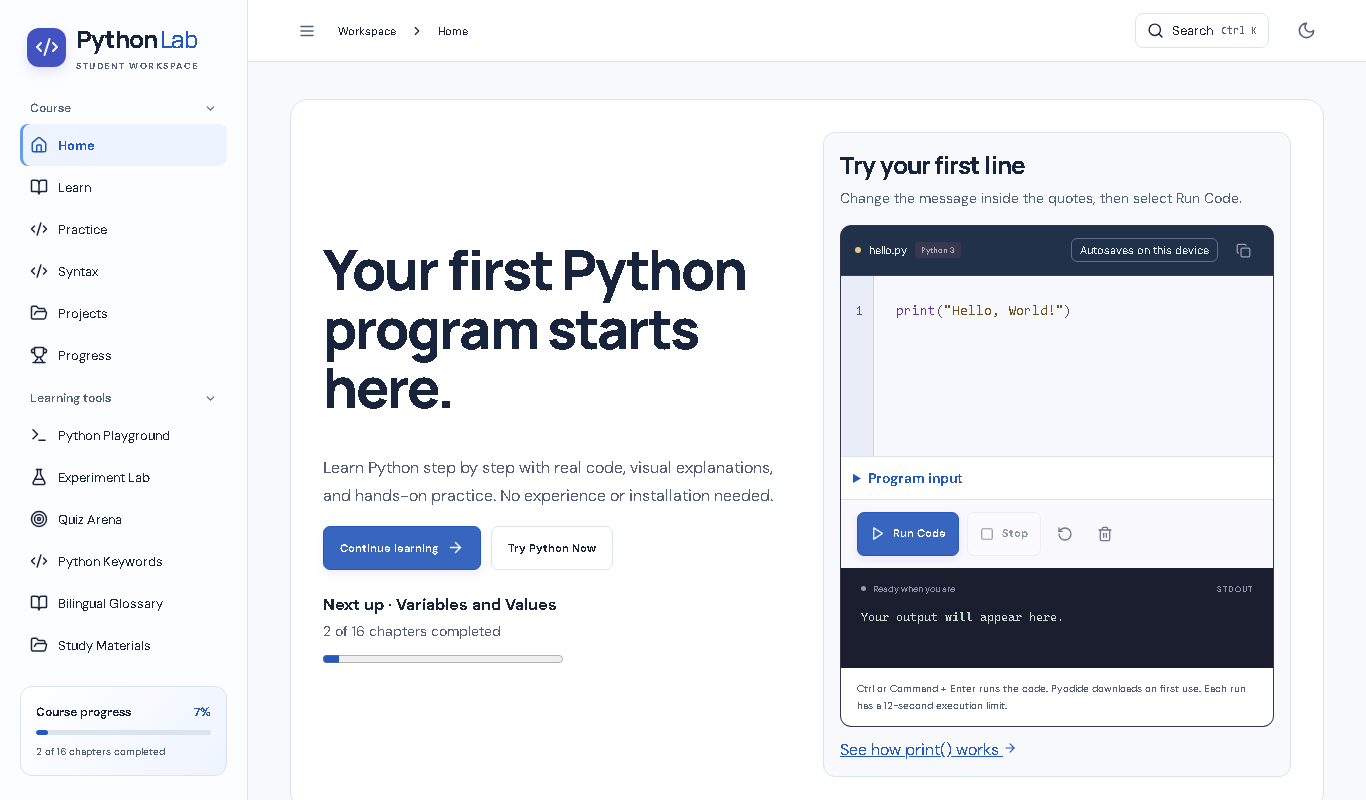 PythonLab
STUDENT WORKSPACE
Course
Home
Learn
Practice
Syntax
Projects
Progress
Learning tools
Python Playground
Experiment Lab
Quiz Arena
Python Keywords
Bilingual Glossary
Study Materials
Course progress 7%
2 of 16 chapters completed
Workspace > Home
Search Ctrl K
Your first Python
program starts
here.
Learn Python step by step with real code, visual explanations,
and hands-on practice. No experience or installation needed.
Continue learning
Try Python Now
Next up · Variables and Values
2 of 16 chapters completed
Try your first line
Change the message inside the quotes, then select Run Code.
hello.py Python 3 Autosaves on this device
1 print("Hello, World!")
Program input
Run Code Stop
Ready when you are STDOUT
Your output will appear here.
Ctrl or Command + Enter runs the code. Pyodide downloads on first use. Each run
has a 12-second execution limit.
See how print() works